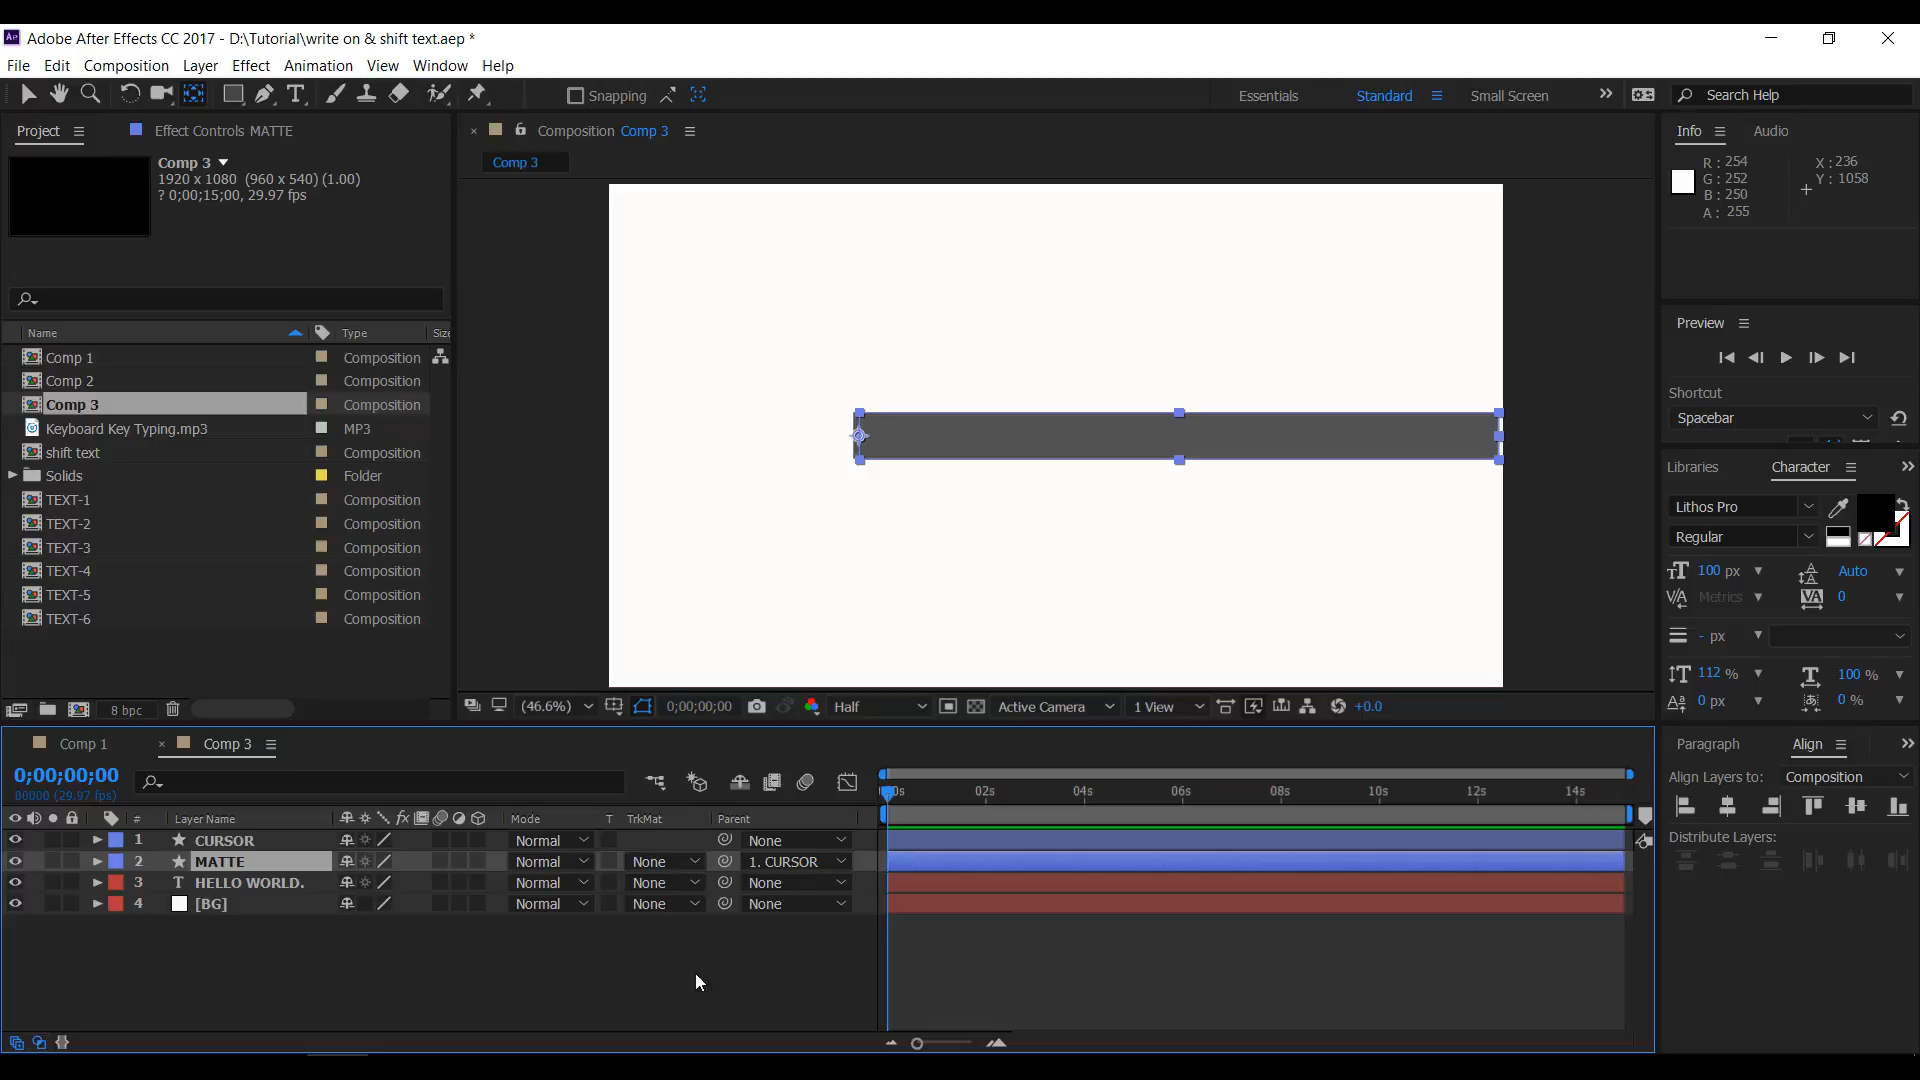 Adobe After Effects CC 2017 - D:\Tutorial\write on & shift text.aep *
File Edit Composition Layer Effect Animation View Window Help
Snapping Essentials Standard Small Screen Search Help
Project Effect Controls MATTE
Comp 3
1920 x 1080 (960 x 540) (1.00)
? 0;00;15;00, 29.97 fps
Name Type Size
Comp 1 Composition
Comp 2 Composition
Comp 3 Composition
Keyboard Key Typing.mp3 MP3
shift text Composition
Solids Folder
TEXT-1 Composition
TEXT-2 Composition
TEXT-3 Composition
TEXT-4 Composition
TEXT-5 Composition
TEXT-6 Composition
8 bpc
Composition Comp 3
Comp 3
(46.6%) 0;00;00;00 Half Active Camera 1 View +0.0
Info Audio
R : 254 X : 236
G : 252 Y : 1058
B : 250
A : 255
Preview
Shortcut
Spacebar
Libraries Character
Lithos Pro
Regular
100 px Auto
Metrics 0
- px
112 % 100 %
0 px 0 %
Paragraph Align
Align Layers to: Composition
Distribute Layers:
Comp 1 Comp 3
0;00;00;00
00000 (29.97 fps)
# Layer Name Mode T TrkMat Parent
1 CURSOR Normal None
2 MATTE Normal None 1. CURSOR
3 HELLO WORLD. Normal None None
4 [BG] Normal None None
02s 04s 06s 08s 10s 12s 14s